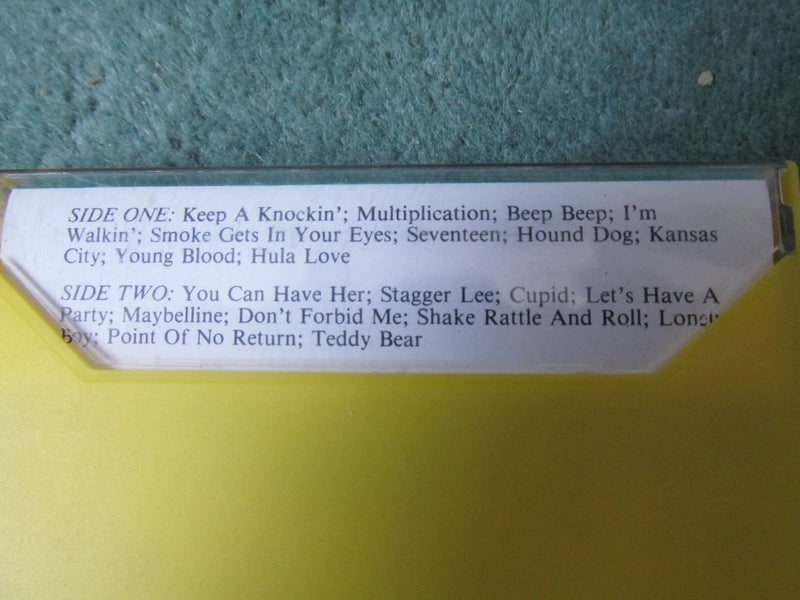 SIDE ONE: Keep A Knockin'; Multiplication; Beep Beep; I'm
Walkin'; Smoke Gets In Your Eyes; Seventeen; Hound Dog; Kansas
City; Young Blood; Hula Love
SIDE TWO: You Can Have Her; Stagger Lee; Cupid; Let's Have A
Party; Maybelline; Don't Forbid Me; Shake Rattle And Roll; Lonely
Boy; Point Of No Return; Teddy Bear